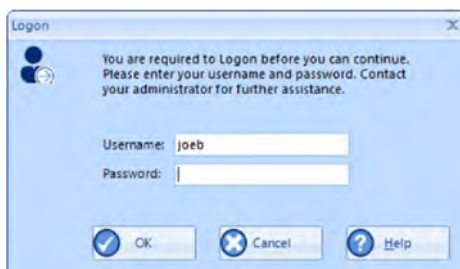 Logon
You are required to Logon before you can continue.
Please enter your username and password. Contact
your administrator for further assistance.
Username: joeb
Password:
OK Cancel Help